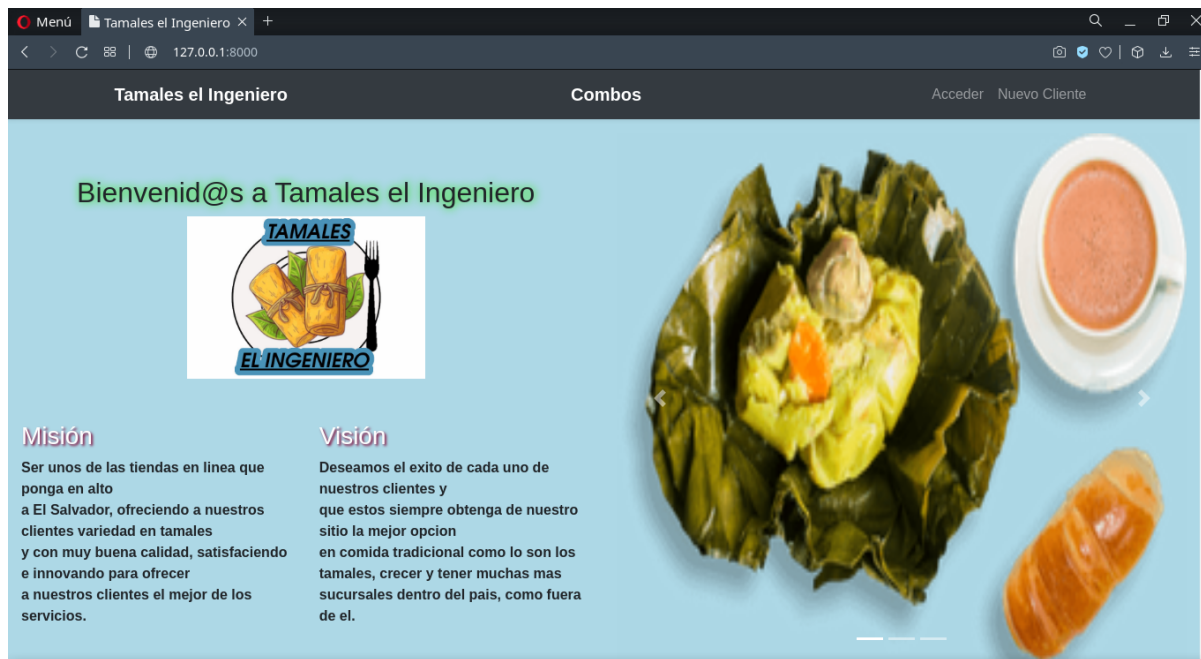 Menú
Tamales el Ingeniero
127.0.0.1:8000
Tamales el Ingeniero
Combos
Acceder Nuevo Cliente
Bienvenid@s a Tamales el Ingeniero
TAMALES
EL INGENIERO
Misión
Ser unos de las tiendas en linea que
ponga en alto
a El Salvador, ofreciendo a nuestros
clientes variedad en tamales
y con muy buena calidad, satisfaciendo
e innovando para ofrecer
a nuestros clientes el mejor de los
servicios.
Visión
Deseamos el exito de cada uno de
nuestros clientes y
que estos siempre obtenga de nuestro
sitio la mejor opcion
en comida tradicional como lo son los
tamales, crecer y tener muchas mas
sucursales dentro del pais, como fuera
de el.